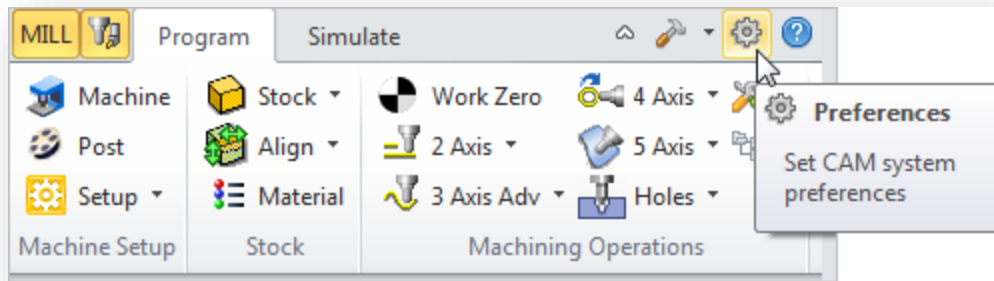 MILL Program Simulate
Machine Stock Work Zero 4 Axis
Post Align 2 Axis 5 Axis
Setup Material 3 Axis Adv Holes
Machine Setup Stock Machining Operations
Preferences
Set CAM system
preferences